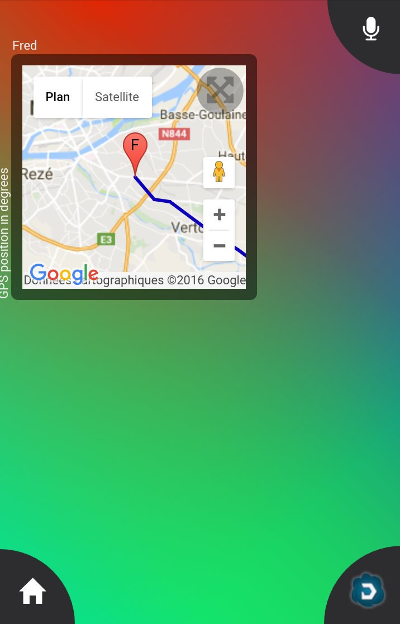 Fred
GPS position in degrees
Plan
Satellite
Basse-Goulaine
N844
F
Haut
Rezé
Vert
E3
Google
Données cartographiques ©2016 Google